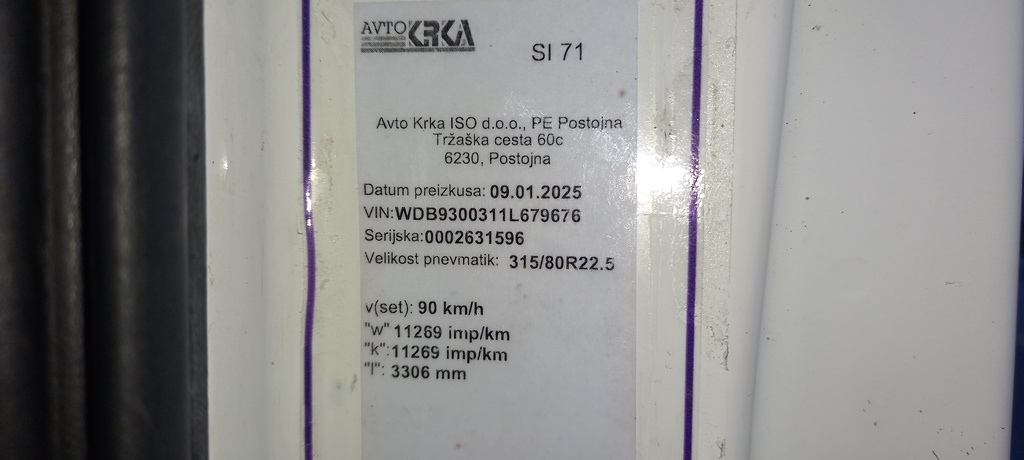 AVTO KRKA
SI 71
Avto Krka ISO d.o.o., PE Postojna
Tržaška cesta 60c
6230, Postojna
Datum preizkusa: 09.01.2025
VIN:WDB9300311L679676
Serijska:0002631596
Velikost pnevmatik: 315/80R22.5
v(set): 90 km/h
"w" 11269 imp/km
"k":11269 imp/km
"l": 3306 mm